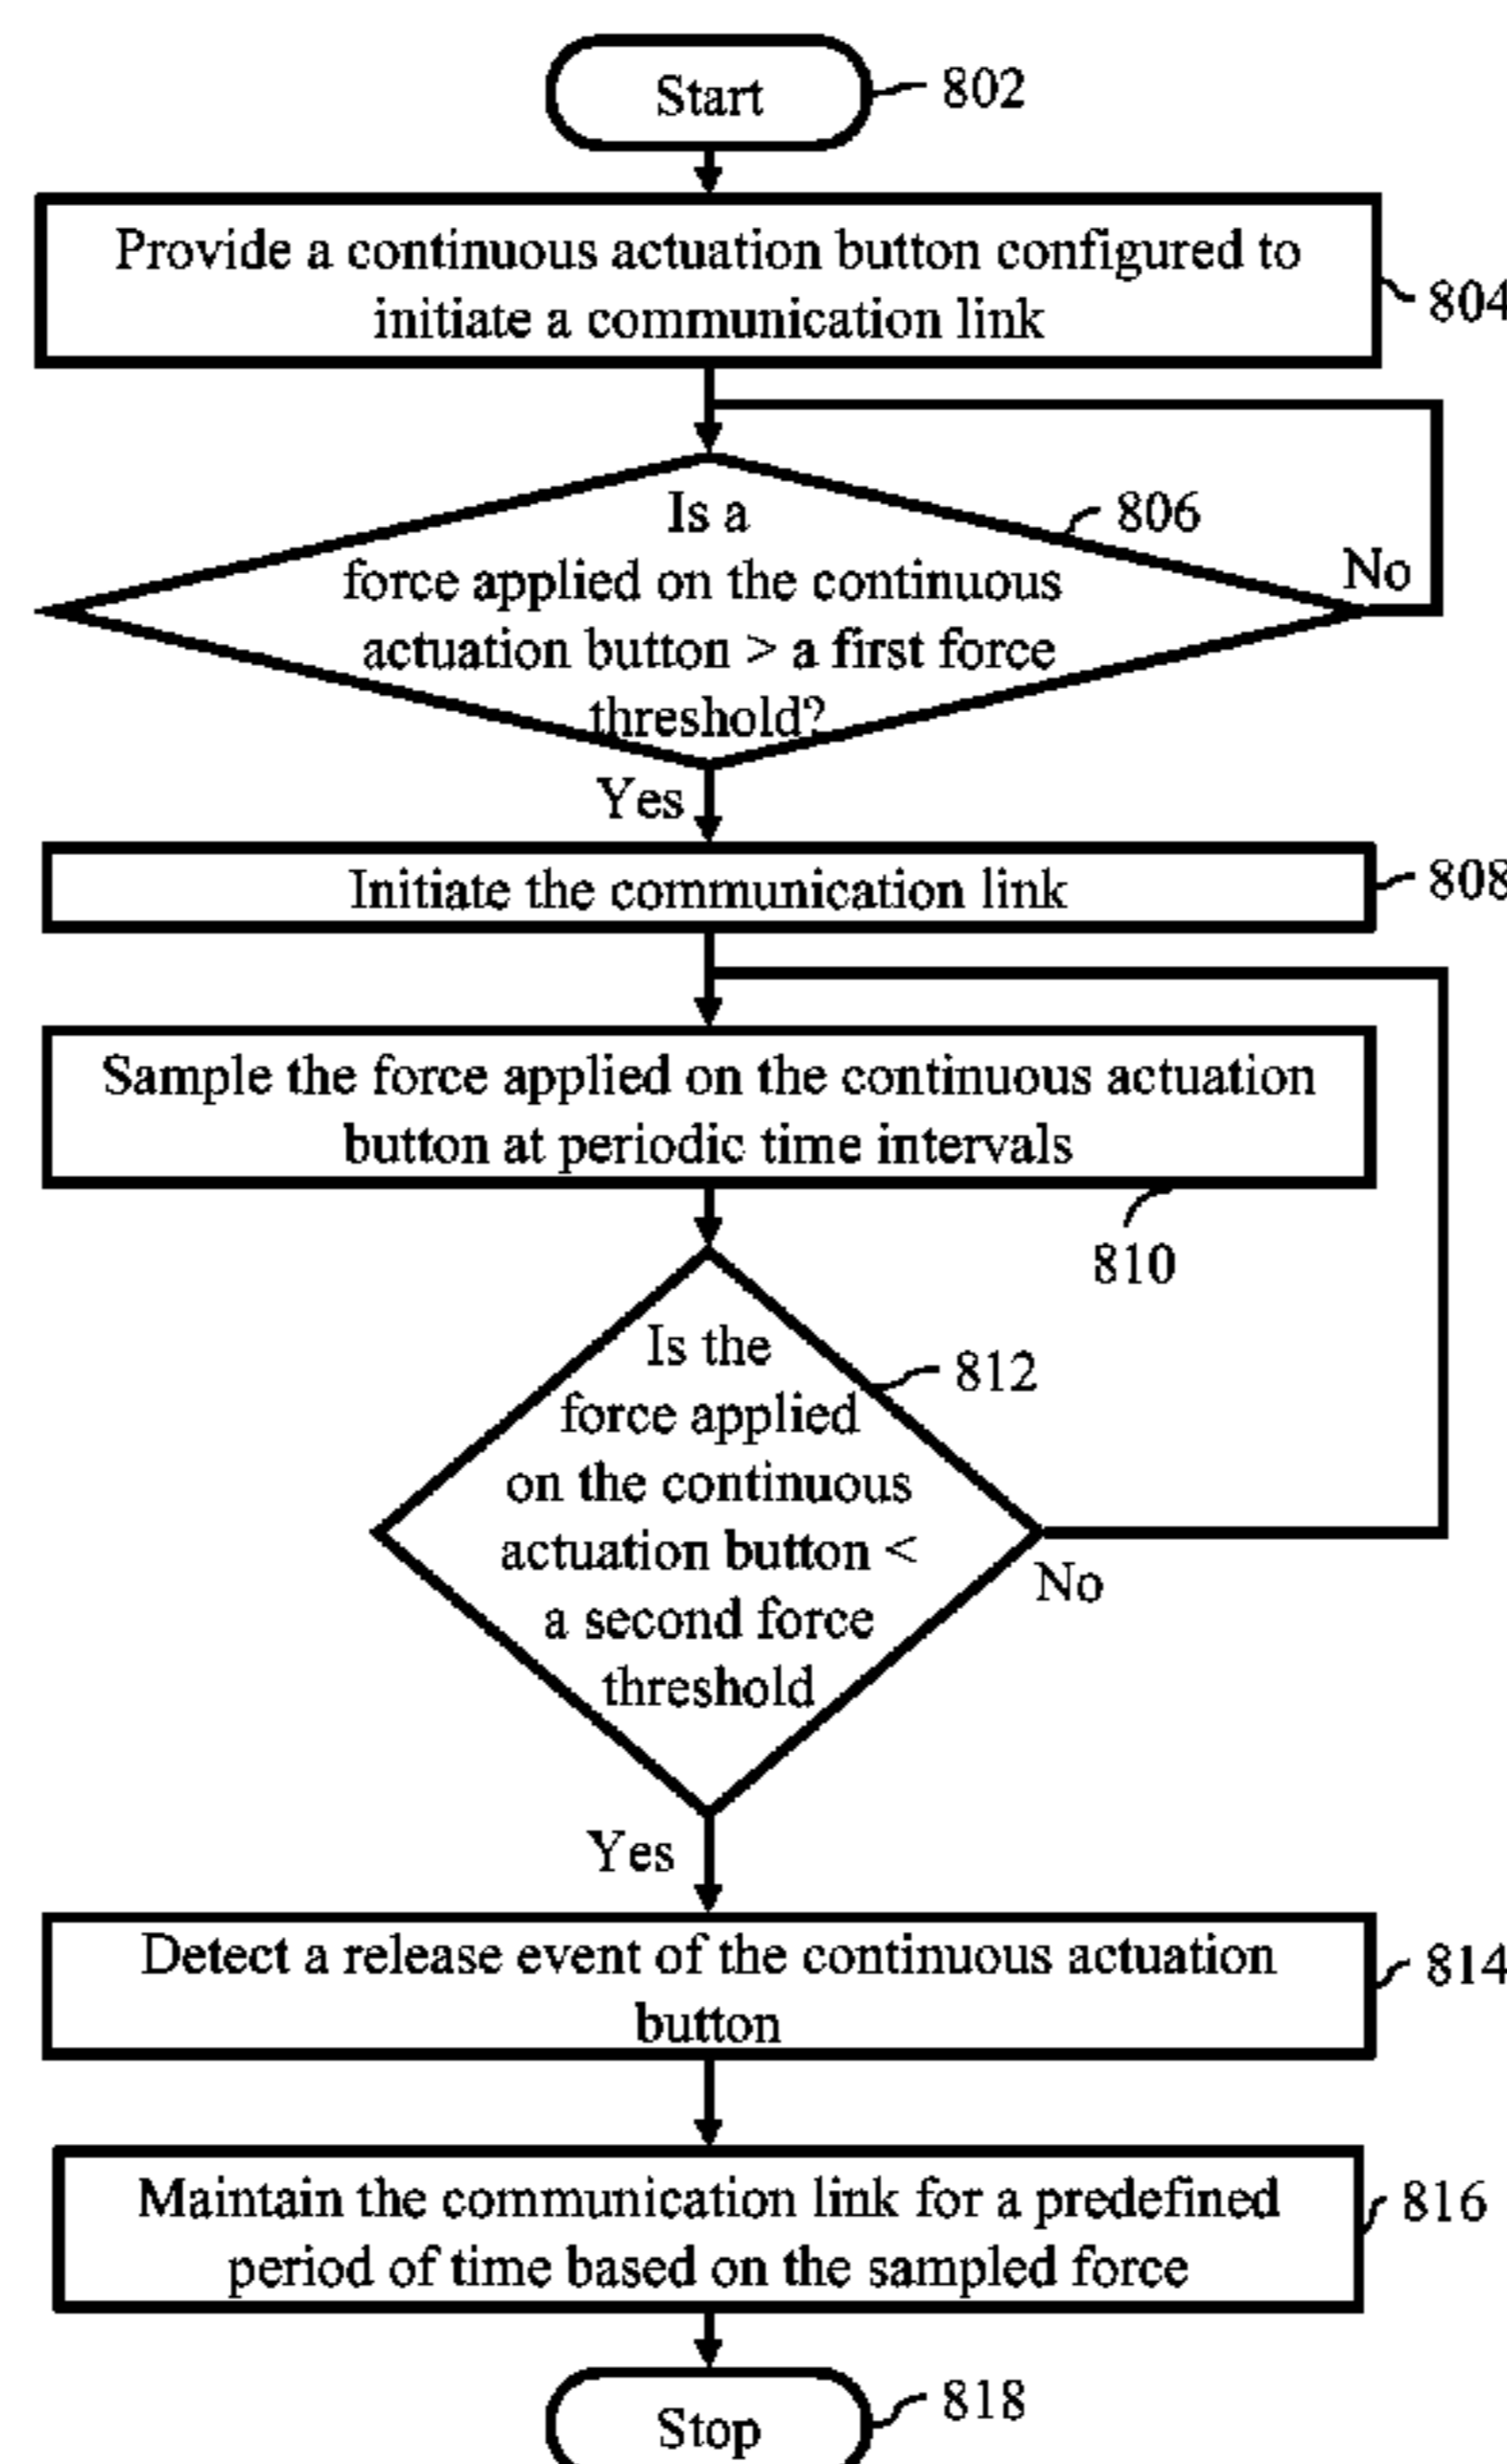 Start
802
Provide a continuous actuation button configured to
initiate a communication link
804
Is a
806
force applied on the continuous
No
actuation button > a first force
threshold?
Yes
Initiate the communication link
808
Sample the force applied on the continuous actuation
button at periodic time intervals
810
Is the
812
force applied
on the continuous
actuation button <
No
a second force
threshold
Yes
Detect a release event of the continuous actuation
button
814
Maintain the communication link for a predefined
period of time based on the sampled force
816
Stop
818